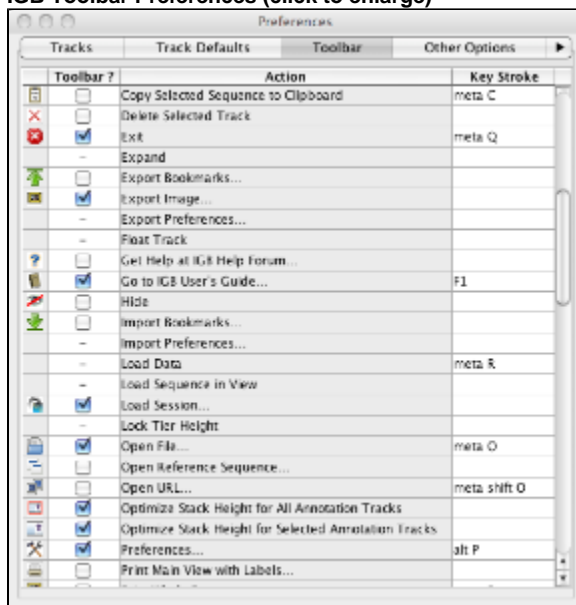 IGB Toolbar Preferences (click to enlarge)
Preferences
Tracks Track Defaults Toolbar Other Options
Toolbar ? Action Key Stroke
Copy Selected Sequence to Clipboard meta C
Delete Selected Track
Exit meta Q
– Expand
Export Bookmarks...
Export Image...
– Export Preferences...
– Float Track
Get Help at IGB Help Forum...
Go to IGB User's Guide... F1
Hide
Import Bookmarks...
– Import Preferences...
– Load Data meta R
– Load Sequence in View
Load Session...
– Lock Tier Height
Open File... meta O
Open Reference Sequence...
Open URL... meta shift O
Optimize Stack Height for All Annotation Tracks
Optimize Stack Height for Selected Annotation Tracks
Preferences... alt P
Print Main View with Labels...